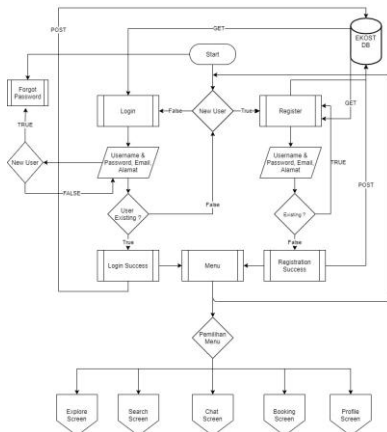 POST
GET
EKOST
DB
Start
Forgot
Password
Login
False
New User
True
Register
GET
TRUE
New User
Username &
Password, Email,
Alamat
Username &
Password, Email,
Alamat
TRUE
POST
FALSE
User
Existing ?
False
Existing ?
True
False
Login Success
Menu
Registration
Success
Pemilihan
Menu
Explore
Screen
Search
Screen
Chat
Screen
Booking
Screen
Profile
Screen